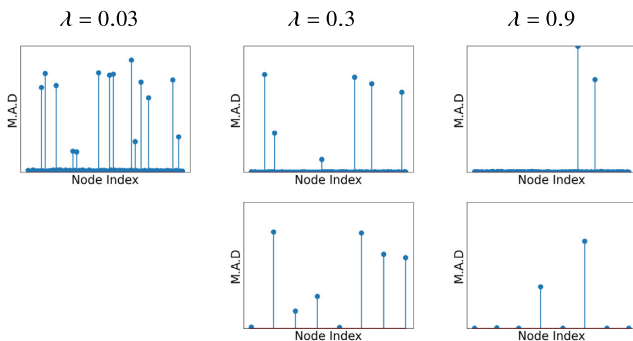 λ = 0.03
λ = 0.3
λ = 0.9
M.A.D
M.A.D
M.A.D
Node Index
Node Index
Node Index
M.A.D
M.A.D
Node Index
Node Index